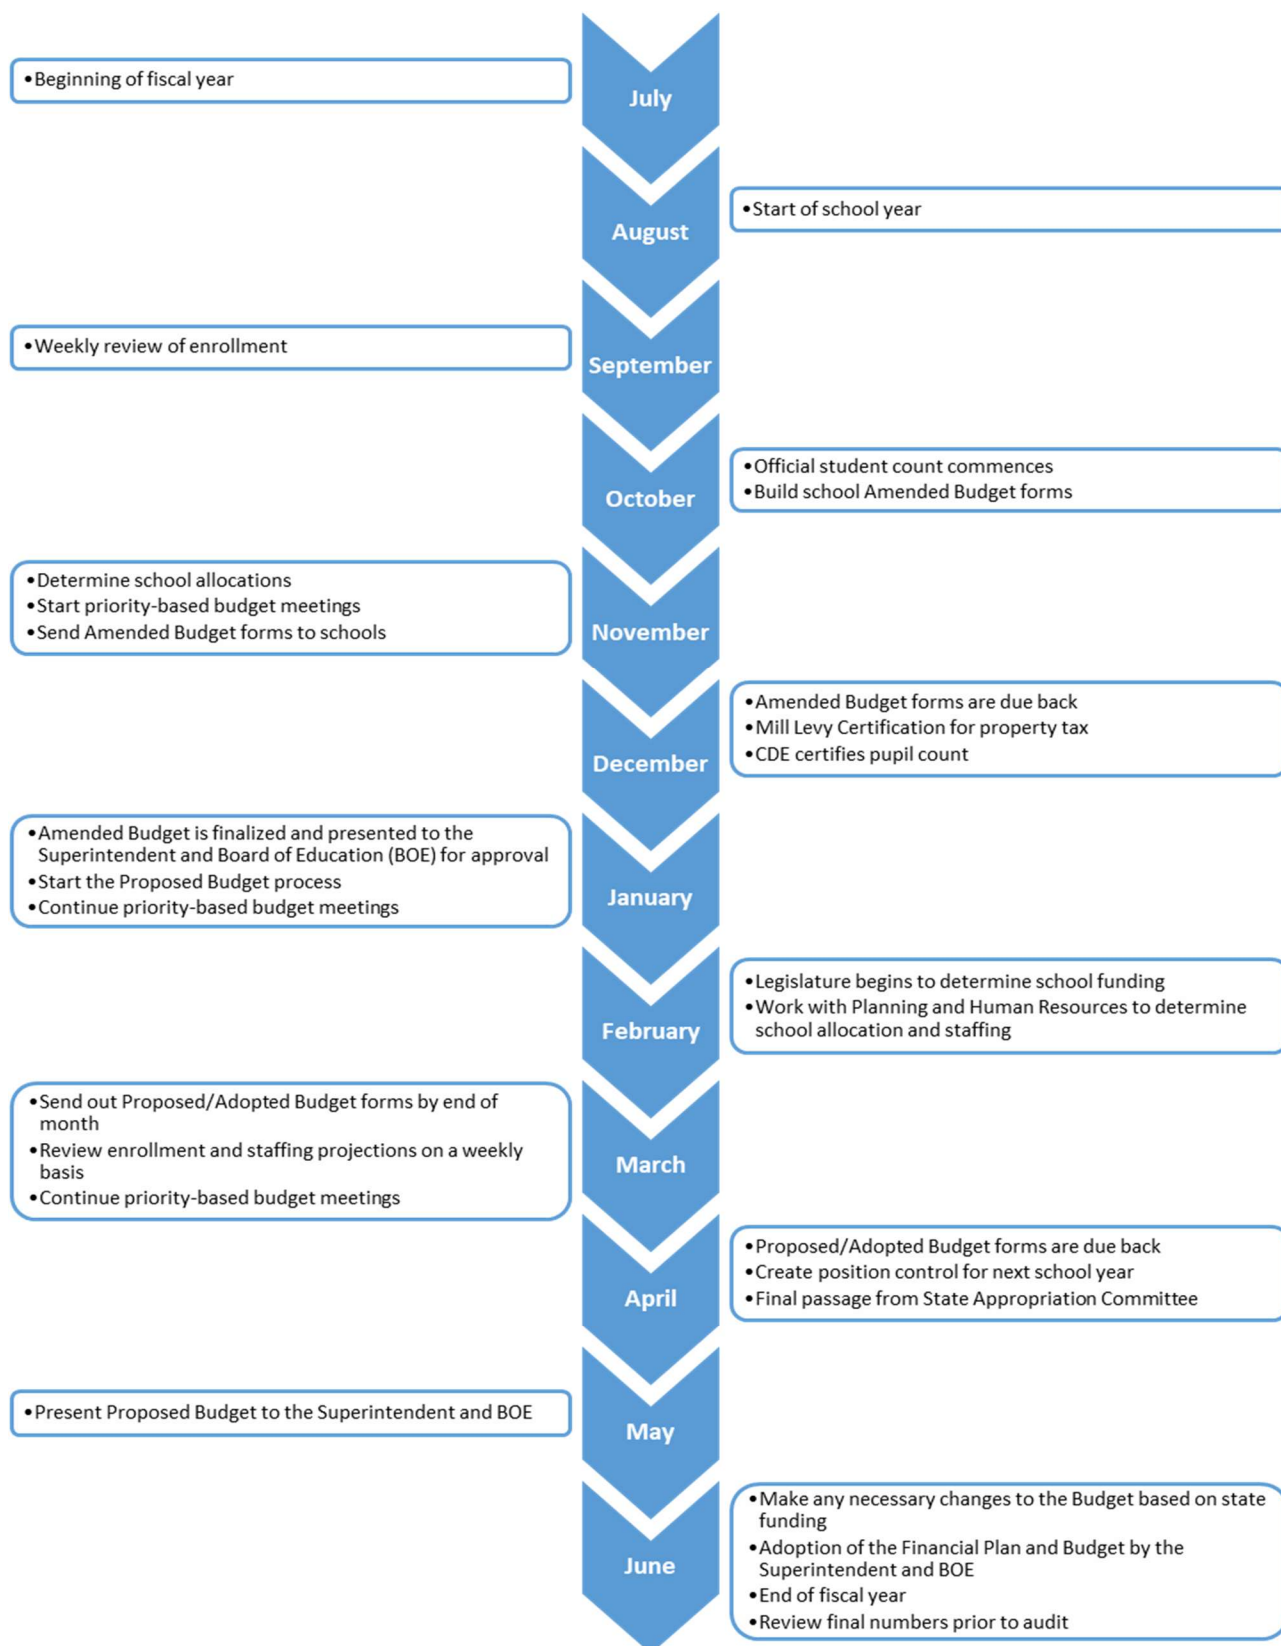 •Beginning of fiscal year
July
•Start of school year
August
•Weekly review of enrollment
September
•Official student count commences
•Build school Amended Budget forms
October
•Determine school allocations
•Start priority-based budget meetings
•Send Amended Budget forms to schools
November
•Amended Budget forms are due back
•Mill Levy Certification for property tax
•CDE certifies pupil count
December
•Amended Budget is finalized and presented to the
Superintendent and Board of Education (BOE) for approval
•Start the Proposed Budget process
•Continue priority-based budget meetings
January
•Legislature begins to determine school funding
•Work with Planning and Human Resources to determine
school allocation and staffing
February
•Send out Proposed/Adopted Budget forms by end of
month
•Review enrollment and staffing projections on a weekly
basis
•Continue priority-based budget meetings
March
•Proposed/Adopted Budget forms are due back
•Create position control for next school year
•Final passage from State Appropriation Committee
April
•Present Proposed Budget to the Superintendent and BOE
May
•Make any necessary changes to the Budget based on state
funding
•Adoption of the Financial Plan and Budget by the
Superintendent and BOE
•End of fiscal year
•Review final numbers prior to audit
June